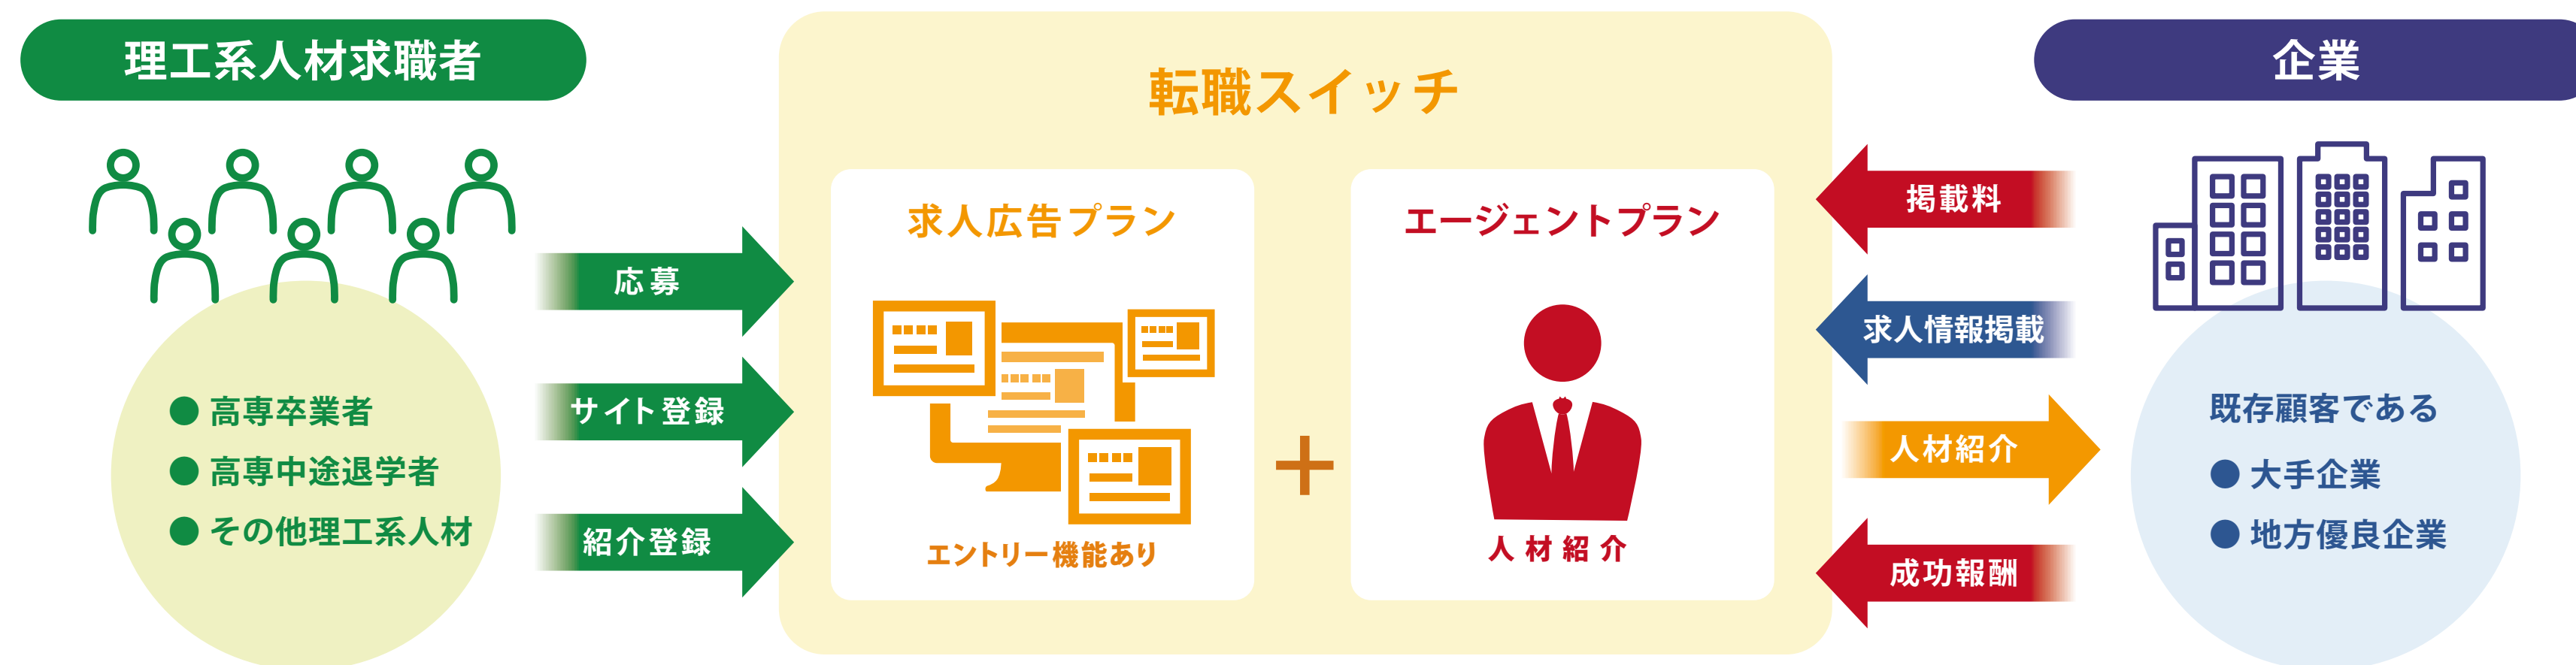 理工系人材求職者
高専卒業者
高専中途退学者
その他理工系人材
応募
サイト登録
紹介登録
転職スイッチ
求人広告プラン
エントリー機能あり
+
エージェントプラン
人材紹介
掲載料
求人情報掲載
人材紹介
成功報酬
企業
既存顧客である
大手企業
地方優良企業